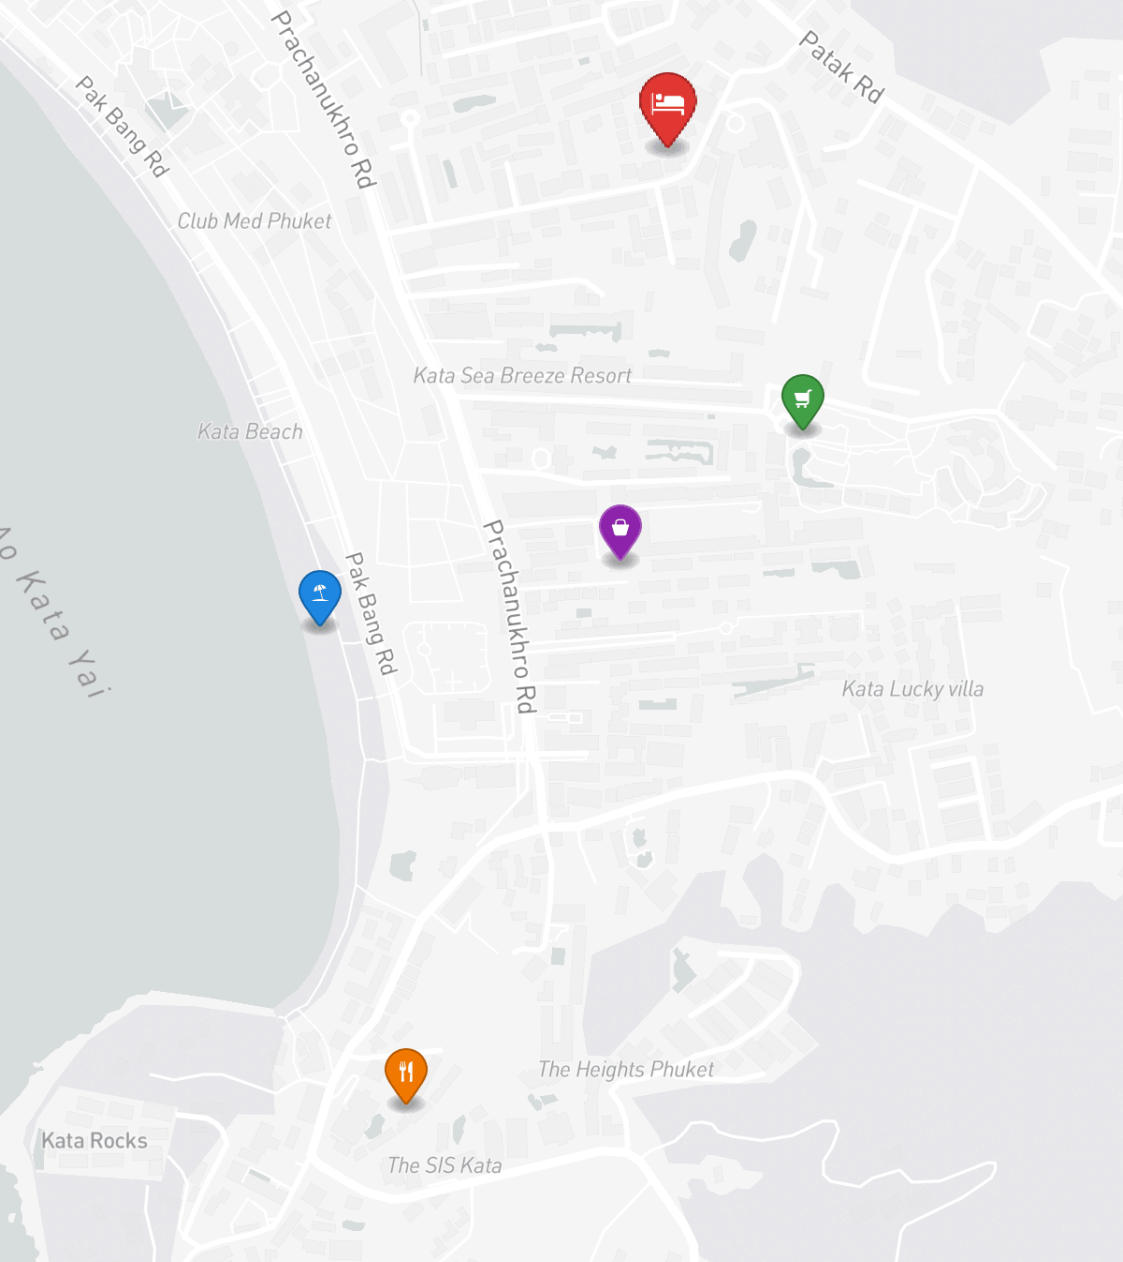 Prachanukhro Rd
Patak Rd
Pak Bang Rd
Club Med Phuket
Kata Sea Breeze Resort
Kata Beach
Ao Kata Yai
Prachanukhro Rd
Pak Bang Rd
Kata Lucky villa
The Heights Phuket
Kata Rocks
The SIS Kata